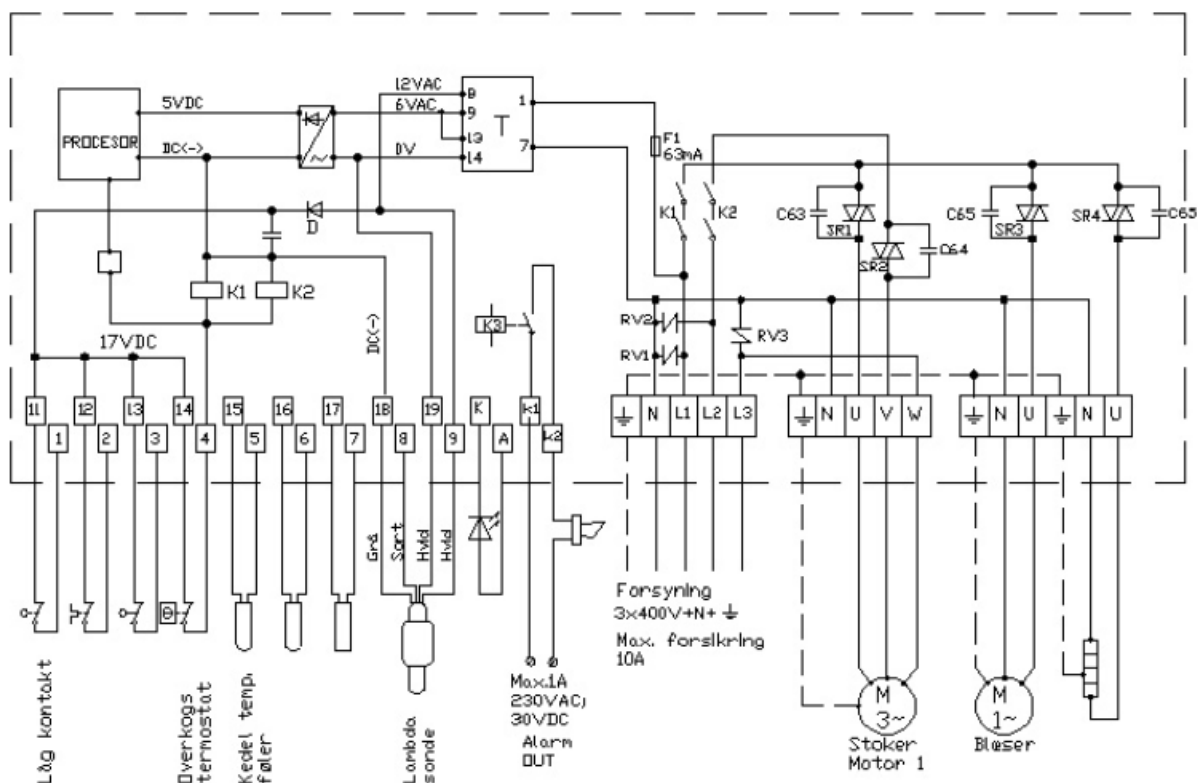 12VAC
5VDC
6VAC
8
9
13
14
T
1
7
PROCESOR
DC(->
0V
F1
63mA
K1
K2
C63
SR1
SR2
C64
C65
SR3
SR4
C65
D
K1
K2
DC(->
K3
RV2
RV1
RV3
17VDC
11
12
13
14
15
16
17
18
19
K
k1
1
2
3
4
5
6
7
8
9
A
k2
N
L1
L2
L3
N
U
V
W
N
U
N
U
Grå
Sort
Hvid
Hvid
Θ
Forsyning
3x400V+N+
Max. forsikring
10A
Låg kontakt
Overkogs
termostat
Kedel temp.
føler
Lambda
sonde
Max.1A
230VAC;
30VDC
Alarm
OUT
M
3~
Stoker
Motor 1
M
1~
Blæser